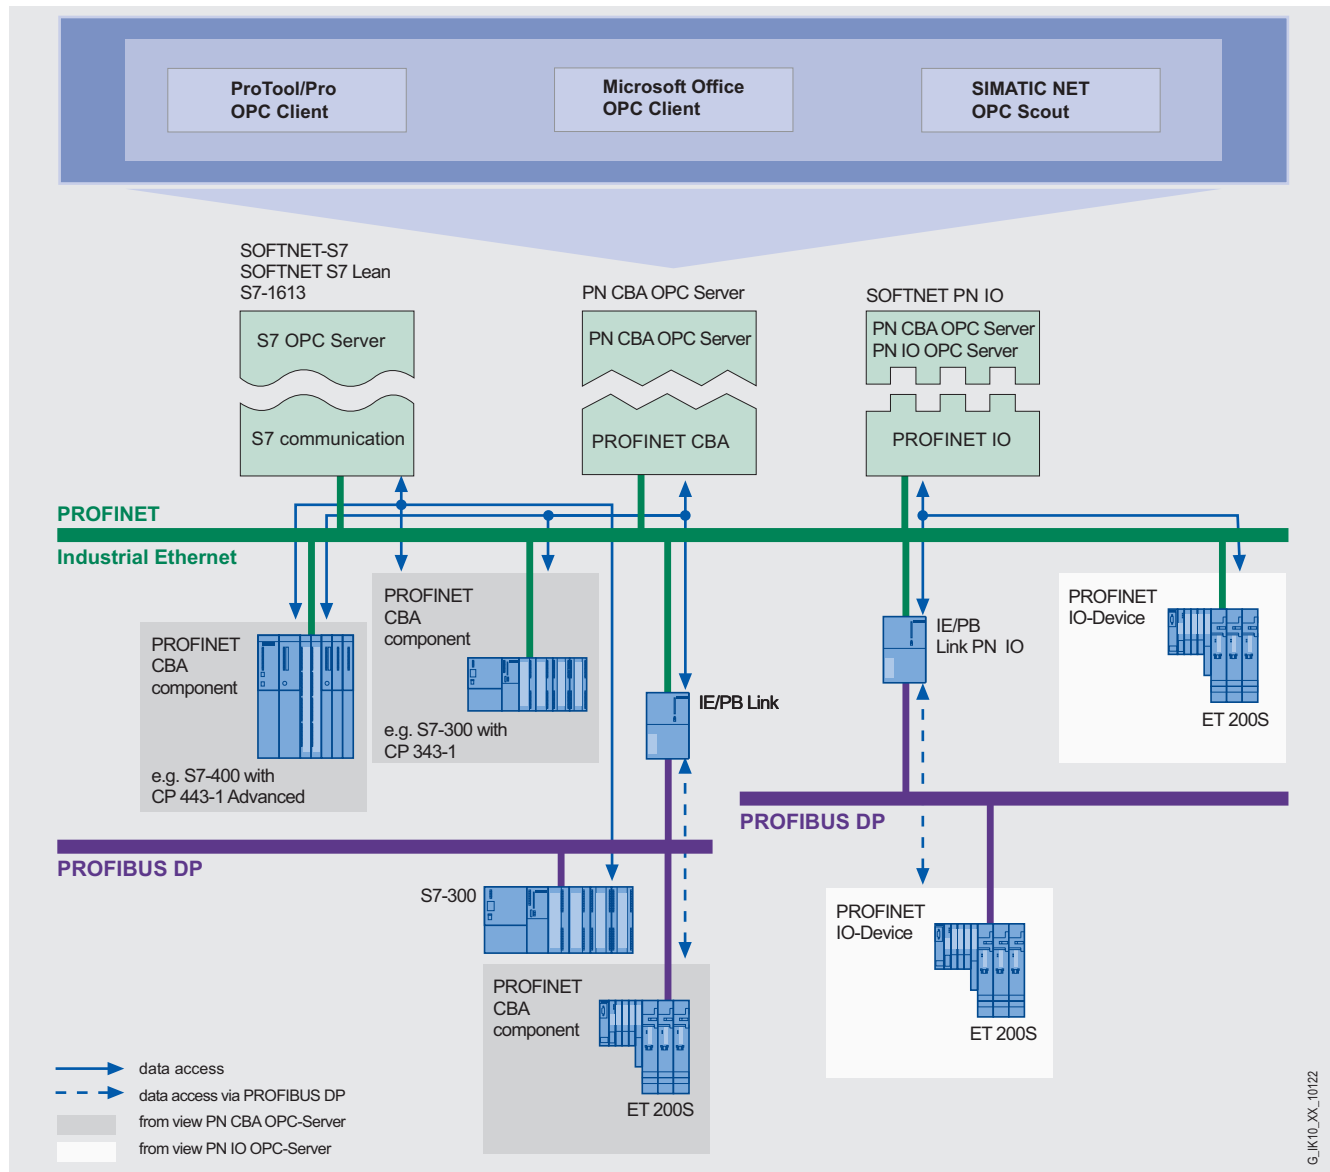 ProTool/Pro
OPC Client
Microsoft Office
OPC Client
SIMATIC NET
OPC Scout
SOFTNET-S7
SOFTNET S7 Lean
S7-1613
PN CBA OPC Server
SOFTNET PN IO
S7 OPC Server
PN CBA OPC Server
PN CBA OPC Server
PN IO OPC Server
S7 communication
PROFINET CBA
PROFINET IO
PROFINET
Industrial Ethernet
PROFINET
CBA
component
e.g. S7-400 with
CP 443-1 Advanced
PROFINET
CBA
component
e.g. S7-300 with
CP 343-1
IE/PB Link
IE/PB
Link PN IO
PROFINET
IO-Device
ET 200S
PROFIBUS DP
PROFIBUS DP
S7-300
PROFINET
CBA
component
ET 200S
PROFINET
IO-Device
ET 200S
data access
data access via PROFIBUS DP
from view PN CBA OPC-Server
from view PN IO OPC-Server
G_IK10_XX_10122